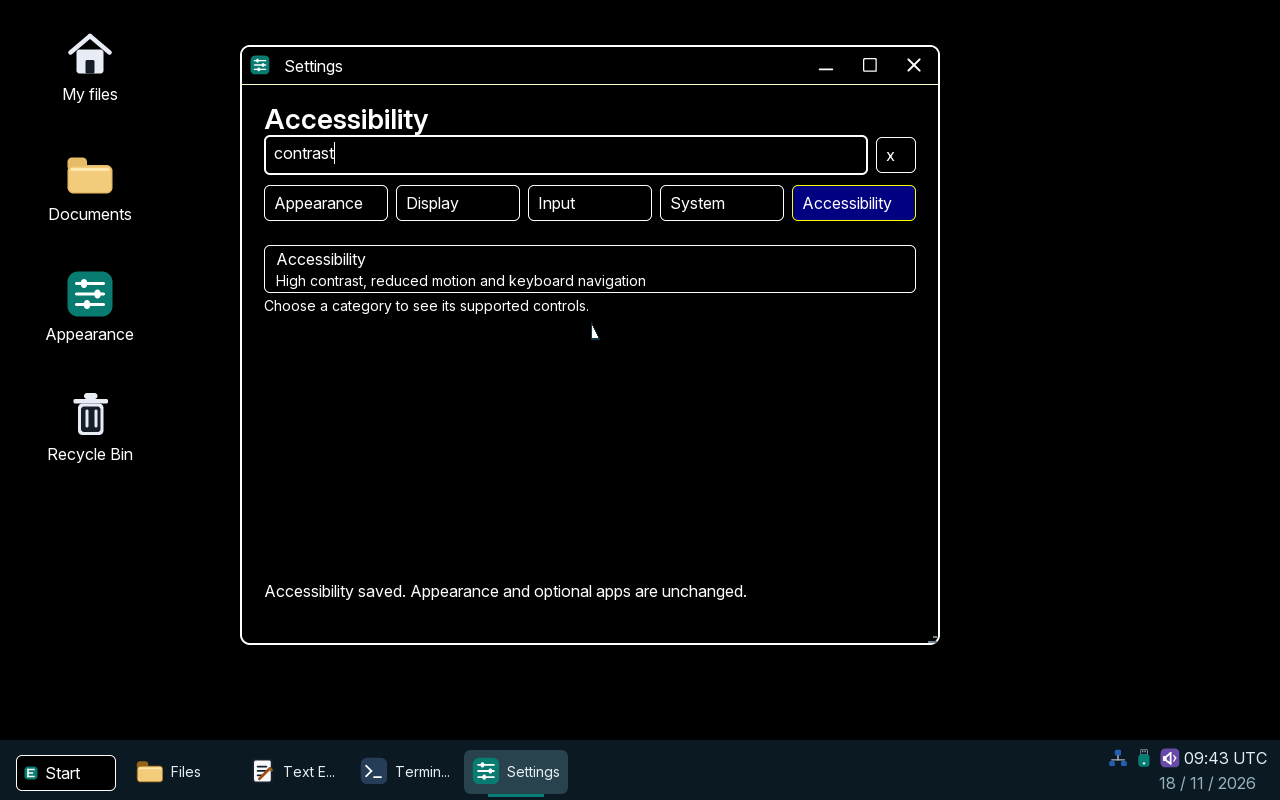 My files
Documents
Appearance
Recycle Bin
Settings
Accessibility
contrast
x
Appearance
Display
Input
System
Accessibility
Accessibility
High contrast, reduced motion and keyboard navigation
Choose a category to see its supported controls.
Accessibility saved. Appearance and optional apps are unchanged.
Start
Files
Text E...
Termin...
Settings
09:43 UTC
18 / 11 / 2026